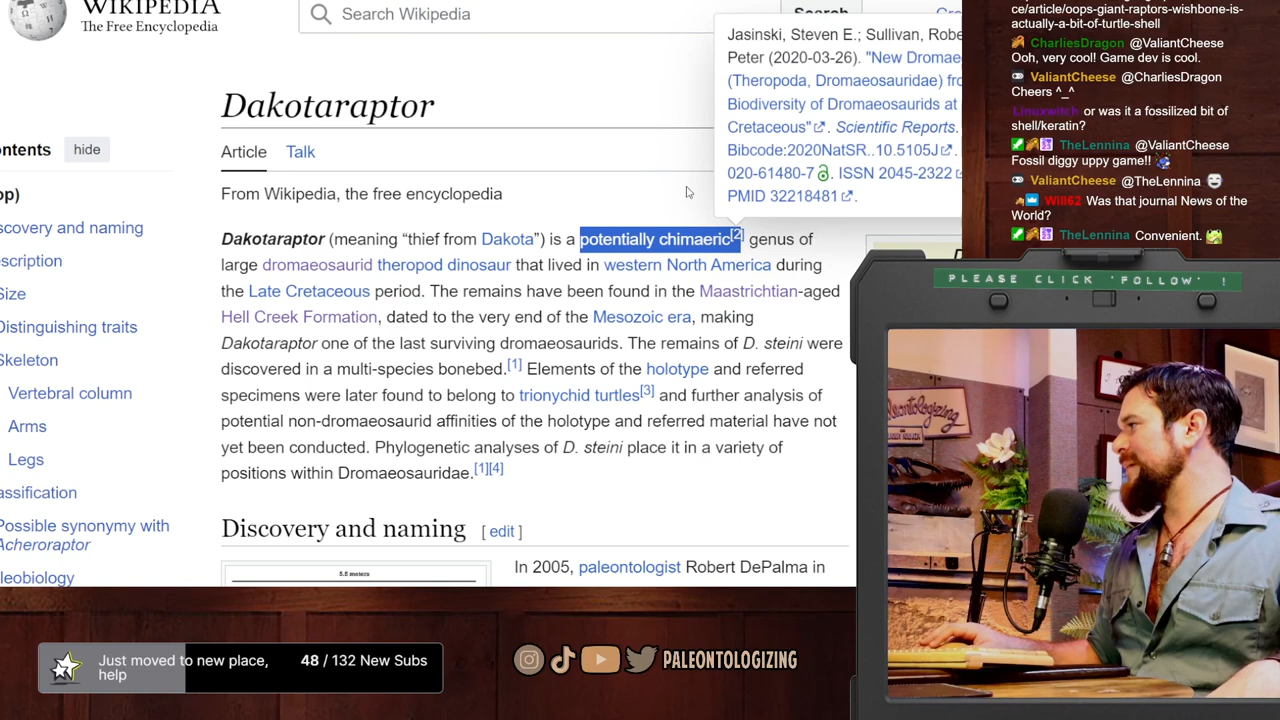 WIKIPEDIA
The Free Encyclopedia
Search Wikipedia
Search
Dakotaraptor
Contents hide
Article Talk
From Wikipedia, the free encyclopedia
Dakotaraptor (meaning “thief from Dakota”) is a potentially chimaeric[2] genus of
large dromaeosaurid theropod dinosaur that lived in western North America during
the Late Cretaceous period. The remains have been found in the Maastrichtian-aged
Hell Creek Formation, dated to the very end of the Mesozoic era, making
Dakotaraptor one of the last surviving dromaeosaurids. The remains of D. steini were
discovered in a multi-species bonebed.[1] Elements of the holotype and referred
specimens were later found to belong to trionychid turtles[3] and further analysis of
potential non-dromaeosaurid affinities of the holotype and referred material have not
yet been conducted. Phylogenetic analyses of D. steini place it in a variety of
positions within Dromaeosauridae.[1][4]
Discovery and naming [ edit ]
5.5 meters
In 2005, paleontologist Robert DePalma in
op)
scovery and naming
scription
Size
Distinguishing traits
Skeleton
Vertebral column
Arms
Legs
assification
Possible synonymy with
Acheroraptor
leobiology
Jasinski, Steven E.; Sullivan, Robe
Peter (2020-03-26). "New Dromae
(Theropoda, Dromaeosauridae) fro
Biodiversity of Dromaeosaurids at
Cretaceous". Scientific Reports.
Bibcode:2020NatSR..10.5105J.
020-61480-7. ISSN 2045-2322
PMID 32218481.
ce/article/oops-giant-raptors-wishbone-is-
actually-a-bit-of-turtle-shell
CharliesDragon @ValiantCheese
Ooh, very cool! Game dev is cool.
ValiantCheese @CharliesDragon
Cheers ^_^
Linuxwitch or was it a fossilized bit of
shell/keratin?
TheLennina @ValiantCheese
Fossil diggy uppy game!!
ValiantCheese @TheLennina
Will62 Was that journal News of the
World?
TheLennina Convenient.
PLEASE CLICK 'FOLLOW' !
Just moved to new place,
help
48 / 132 New Subs
PALEONTOLOGIZING